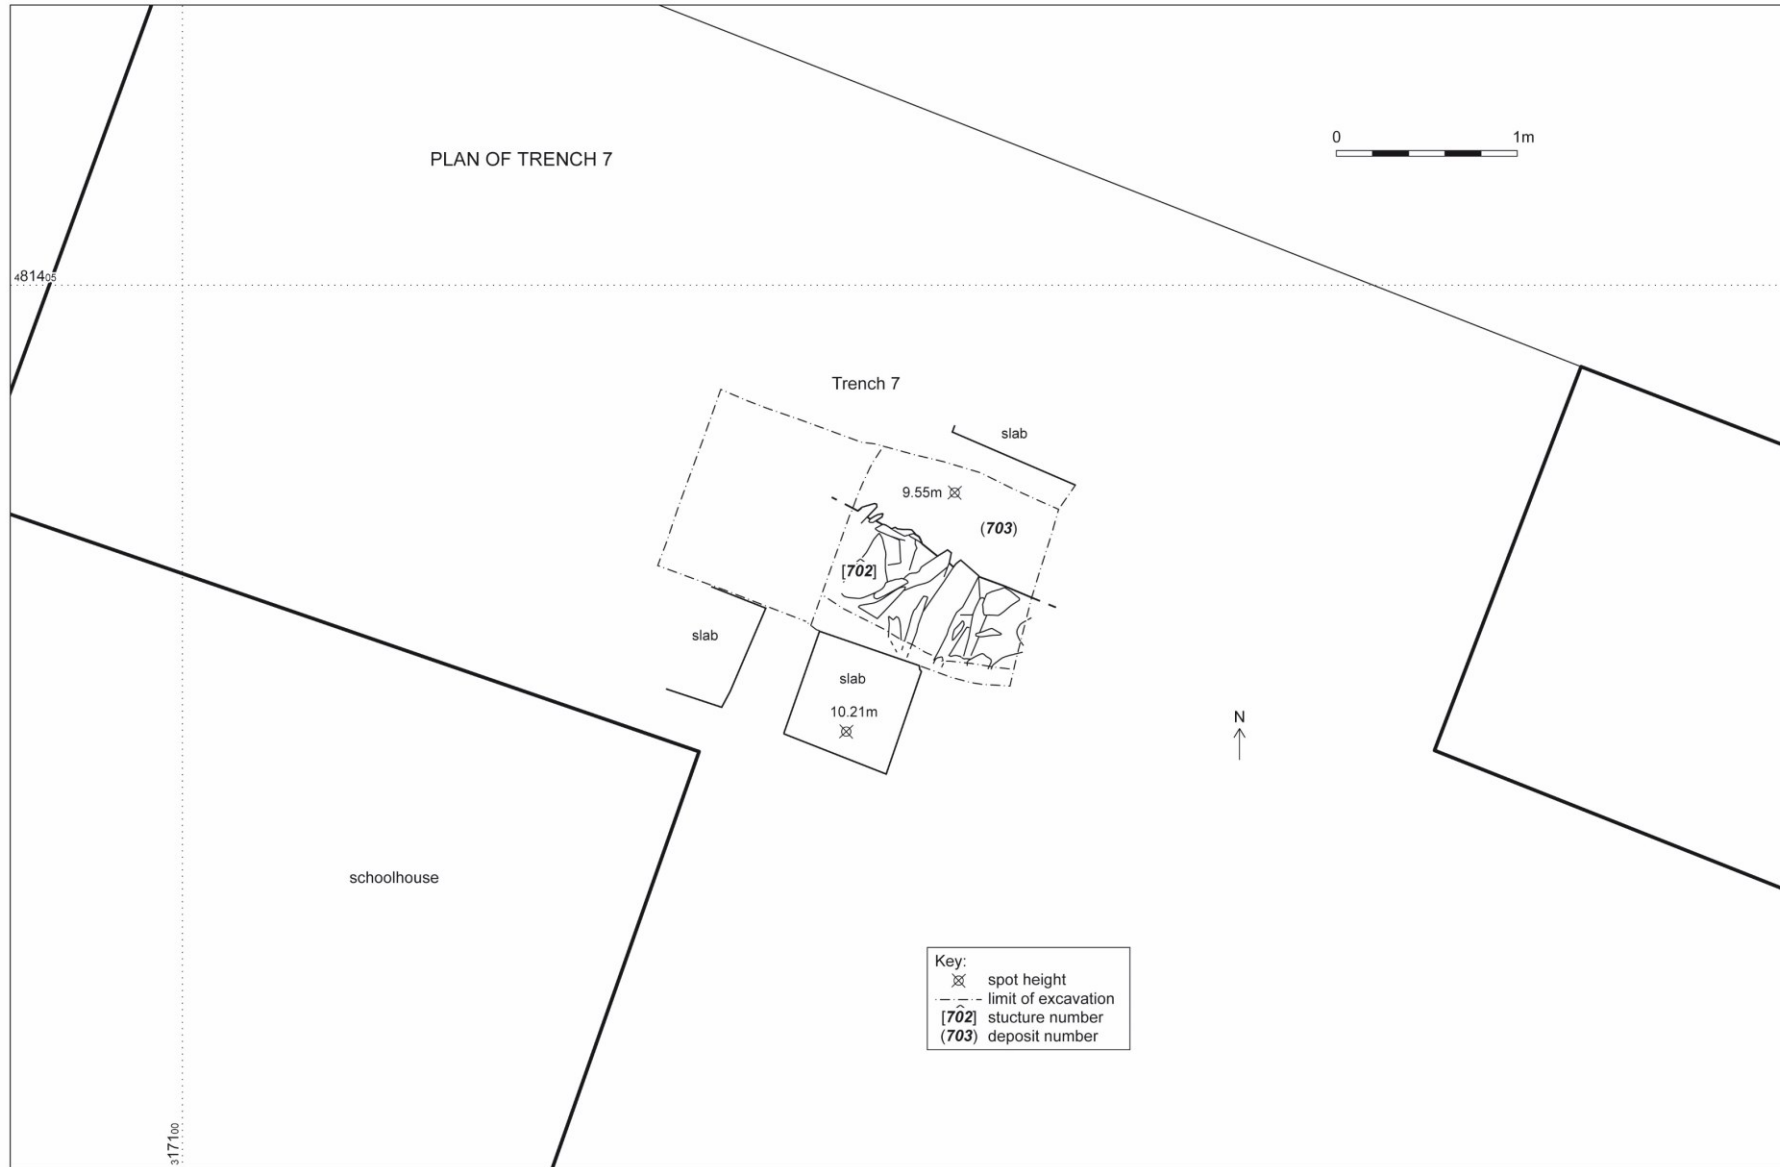 PLAN OF TRENCH 7
0 1m
481405
Trench 7
slab
9.55m
(703)
[702]
slab
slab
10.21m
N
schoolhouse
317100
Key:
spot height
limit of excavation
[702] stucture number
(703) deposit number